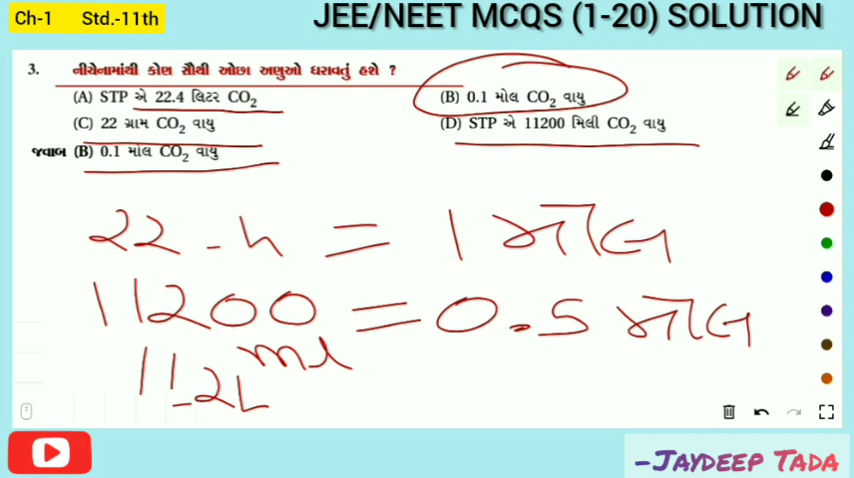 Ch-1 Std.-11th
JEE/NEET MCQS (1-20) SOLUTION
3. નીચેનામાંથી કોણ સૌથી ઓછા અણુઓ ધરાવતું હશે ?
(A) STP એ 22.4 લિટર CO₂ (B) 0.1 મોલ CO₂ વાયુ
(C) 22 ગ્રામ CO₂ વાયુ (D) STP એ 11200 મિલી CO₂ વાયુ
જવાબ (B) 0.1 મોલ CO₂ વાયુ
22.4 = 1 મોલ
11200 = 0.5 મોલ
ml
11.2L
-JAYDEEP TADA